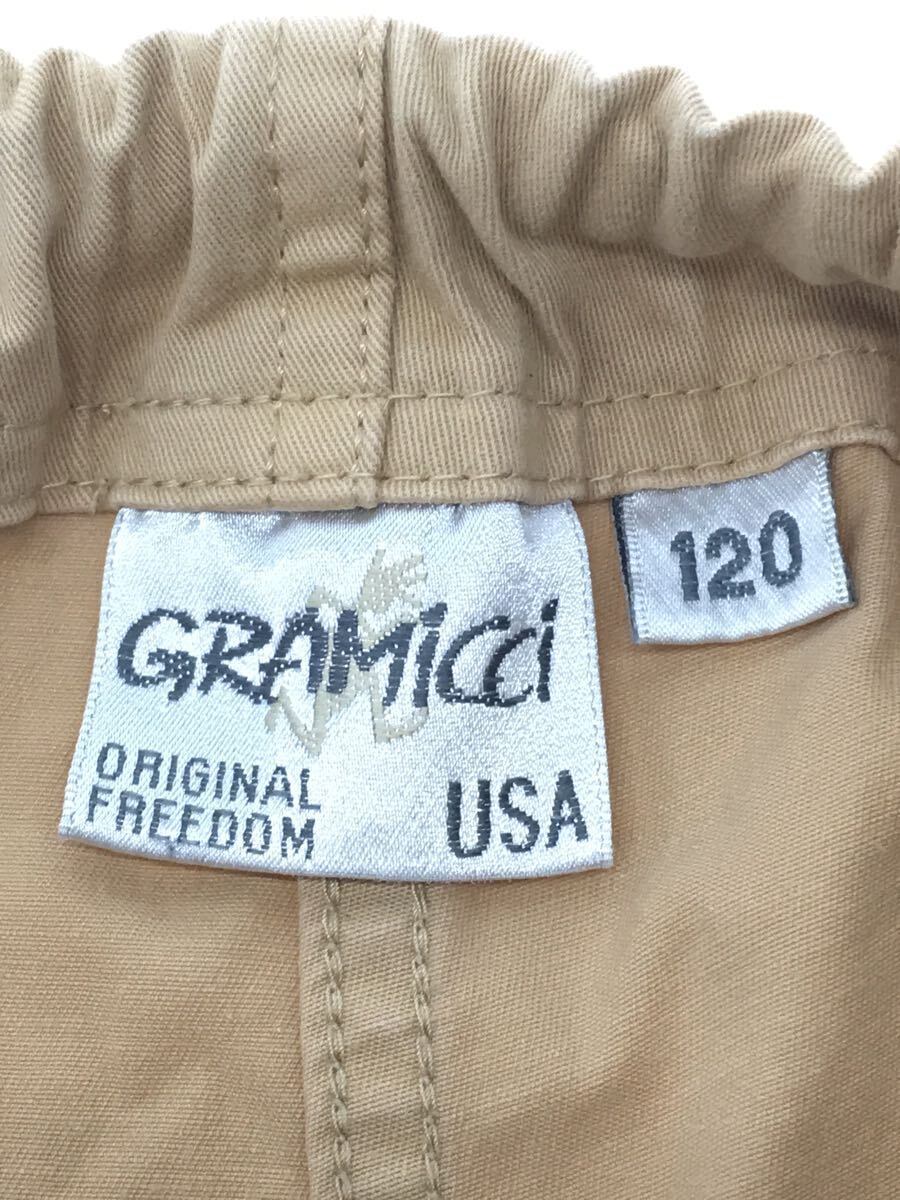 GRAMICCI
ORIGINAL
FREEDOM
USA
120